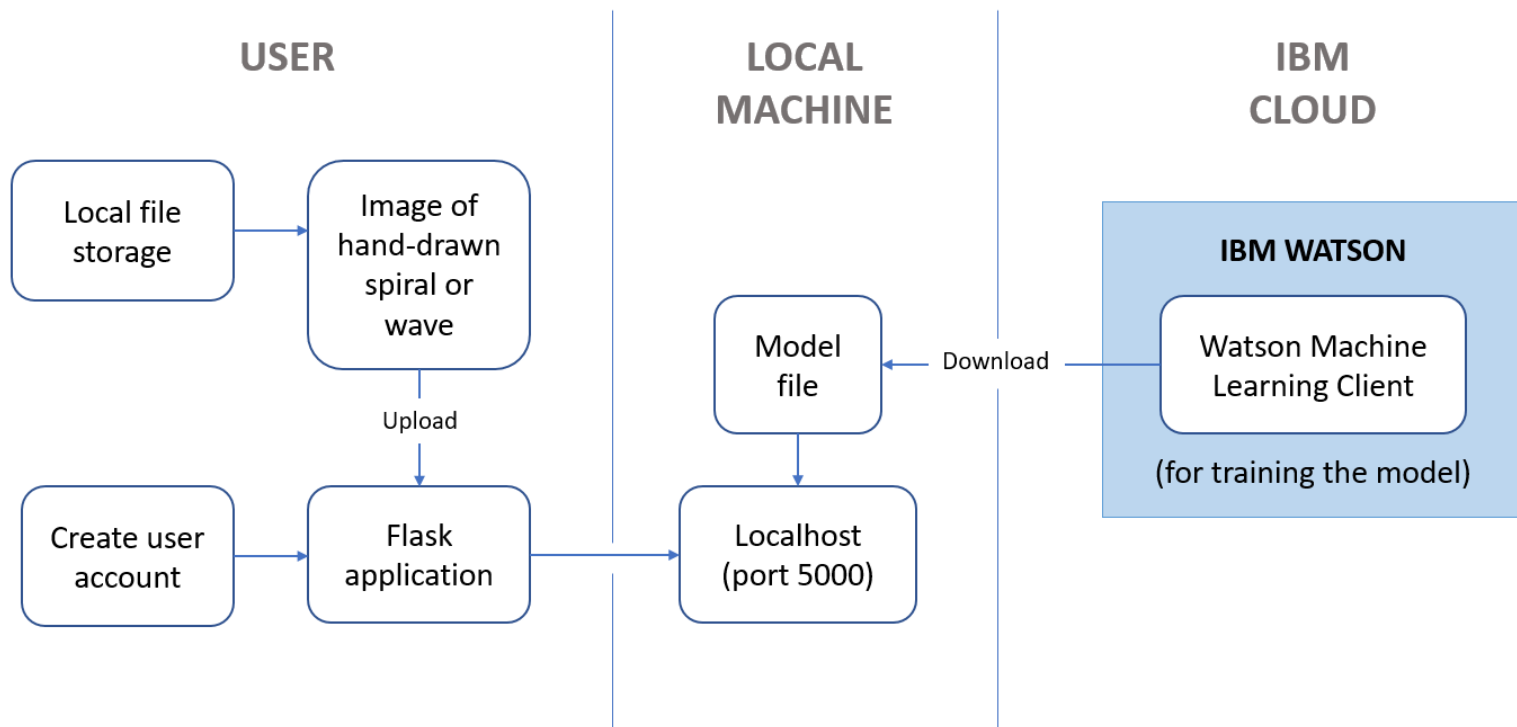 USER
LOCAL
MACHINE
IBM
CLOUD
Local file
storage
Image of
hand-drawn
spiral or
wave
Upload
Create user
account
Flask
application
Model
file
Download
Localhost
(port 5000)
IBM WATSON
Watson Machine
Learning Client
(for training the model)